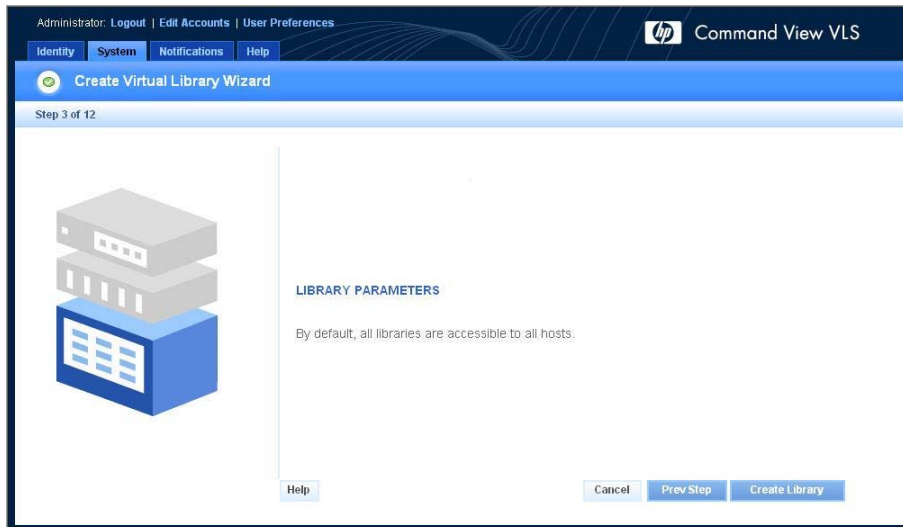 Administrator: Logout | Edit Accounts | User Preferences
hp Command View VLS
Identity System Notifications Help
Create Virtual Library Wizard
Step 3 of 12
LIBRARY PARAMETERS
By default, all libraries are accessible to all hosts.
Help Cancel Prev Step Create Library